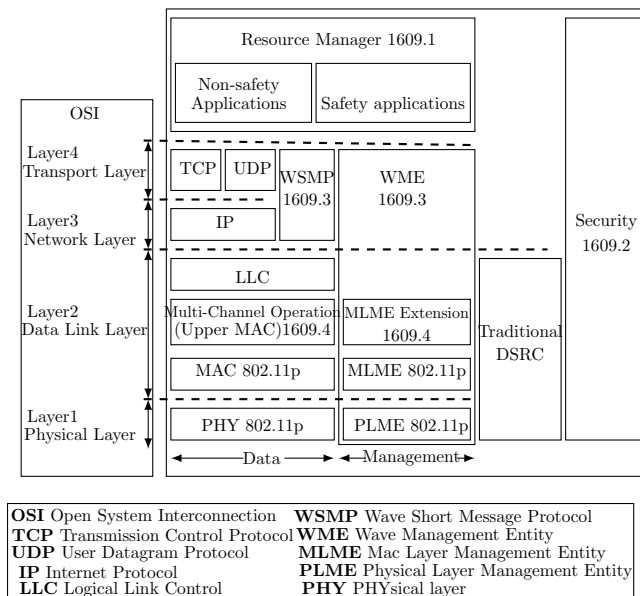 Resource Manager 1609.1
Non-safety
Applications
Safety applications
OSI
Layer4
Transport Layer
TCP
UDP
WSMP
1609.3
WME
1609.3
Layer3
Network Layer
IP
Security
1609.2
LLC
Layer2
Data Link Layer
Multi-Channel Operation
(Upper MAC)1609.4
MLME Extension
1609.4
Traditional
DSRC
MAC 802.11p
MLME 802.11p
Layer1
Physical Layer
PHY 802.11p
PLME 802.11p
Data
Management
OSI Open System Interconnection
TCP Transmission Control Protocol
UDP User Datagram Protocol
IP Internet Protocol
LLC Logical Link Control
WSMP Wave Short Message Protocol
WME Wave Management Entity
MLME Mac Layer Management Entity
PLME Physical Layer Management Entity
PHY PHYsical layer